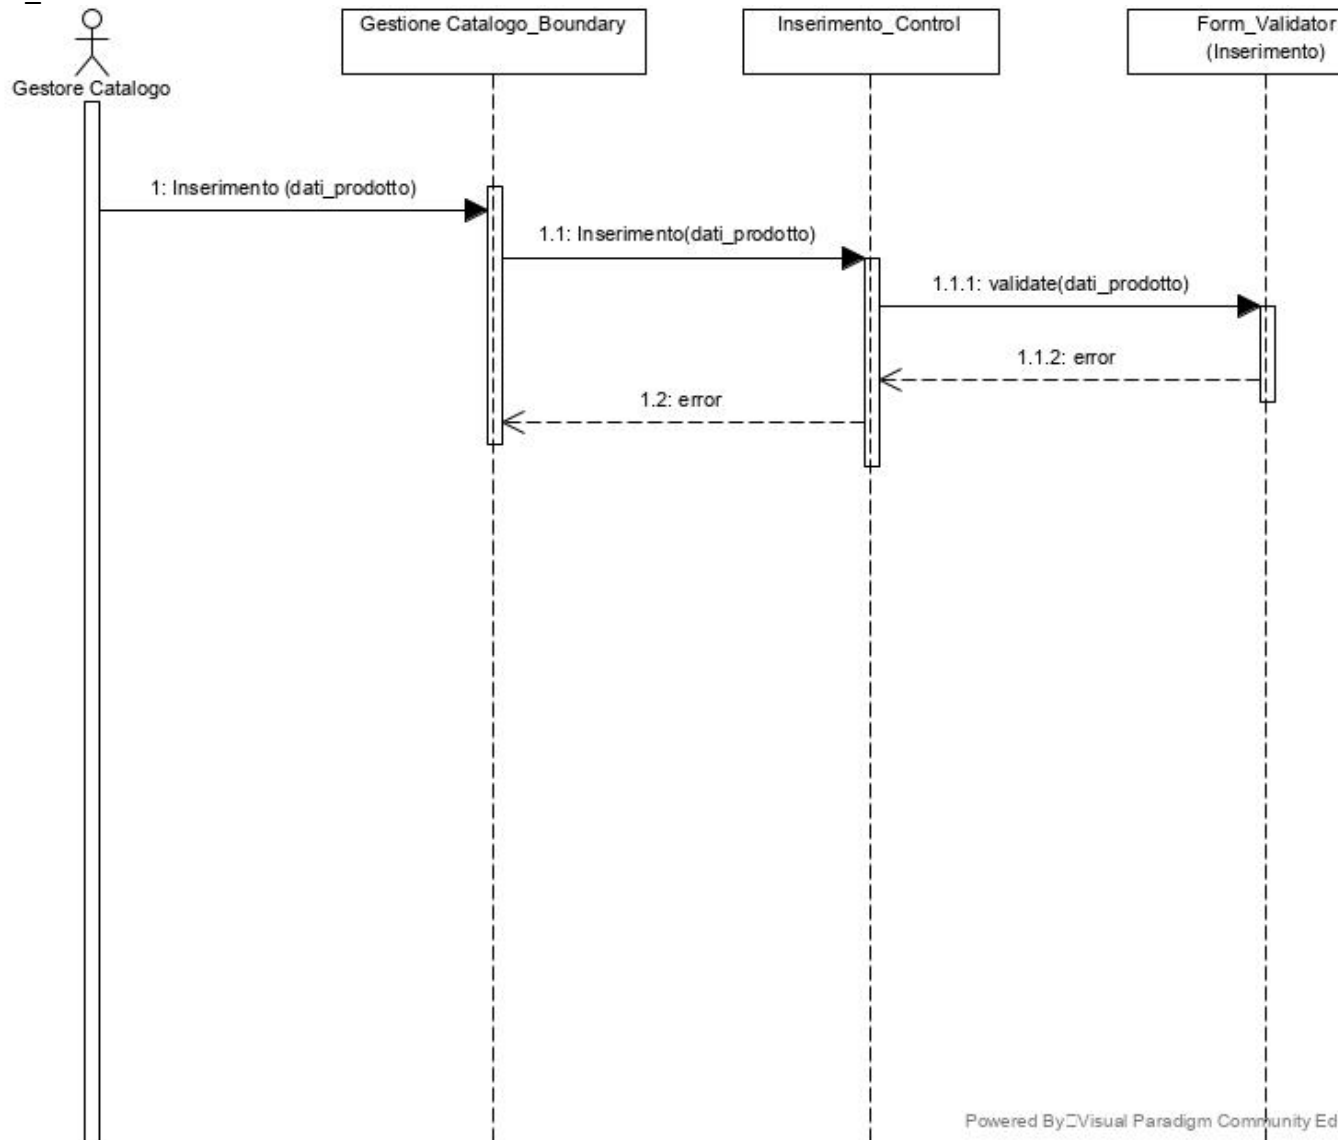 Gestore Catalogo
Gestione Catalogo_Boundary
Inserimento_Control
Form_Validator
(Inserimento)
1: Inserimento (dati_prodotto)
1.1: Inserimento(dati_prodotto)
1.1.1: validate(dati_prodotto)
1.1.2: error
1.2: error
Powered By Visual Paradigm Community Ed